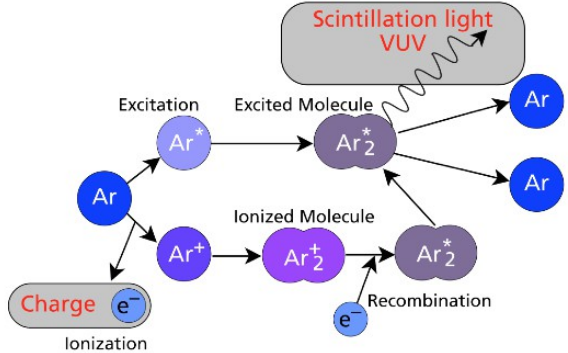 Scintillation light
VUV
Excitation
Excited Molecule
Ar
Ar*
Ar₂*
Ar
Ar
Ionized Molecule
Ar⁺
Ar₂⁺
Ar₂*
Charge
e⁻
e⁻
Recombination
Ionization